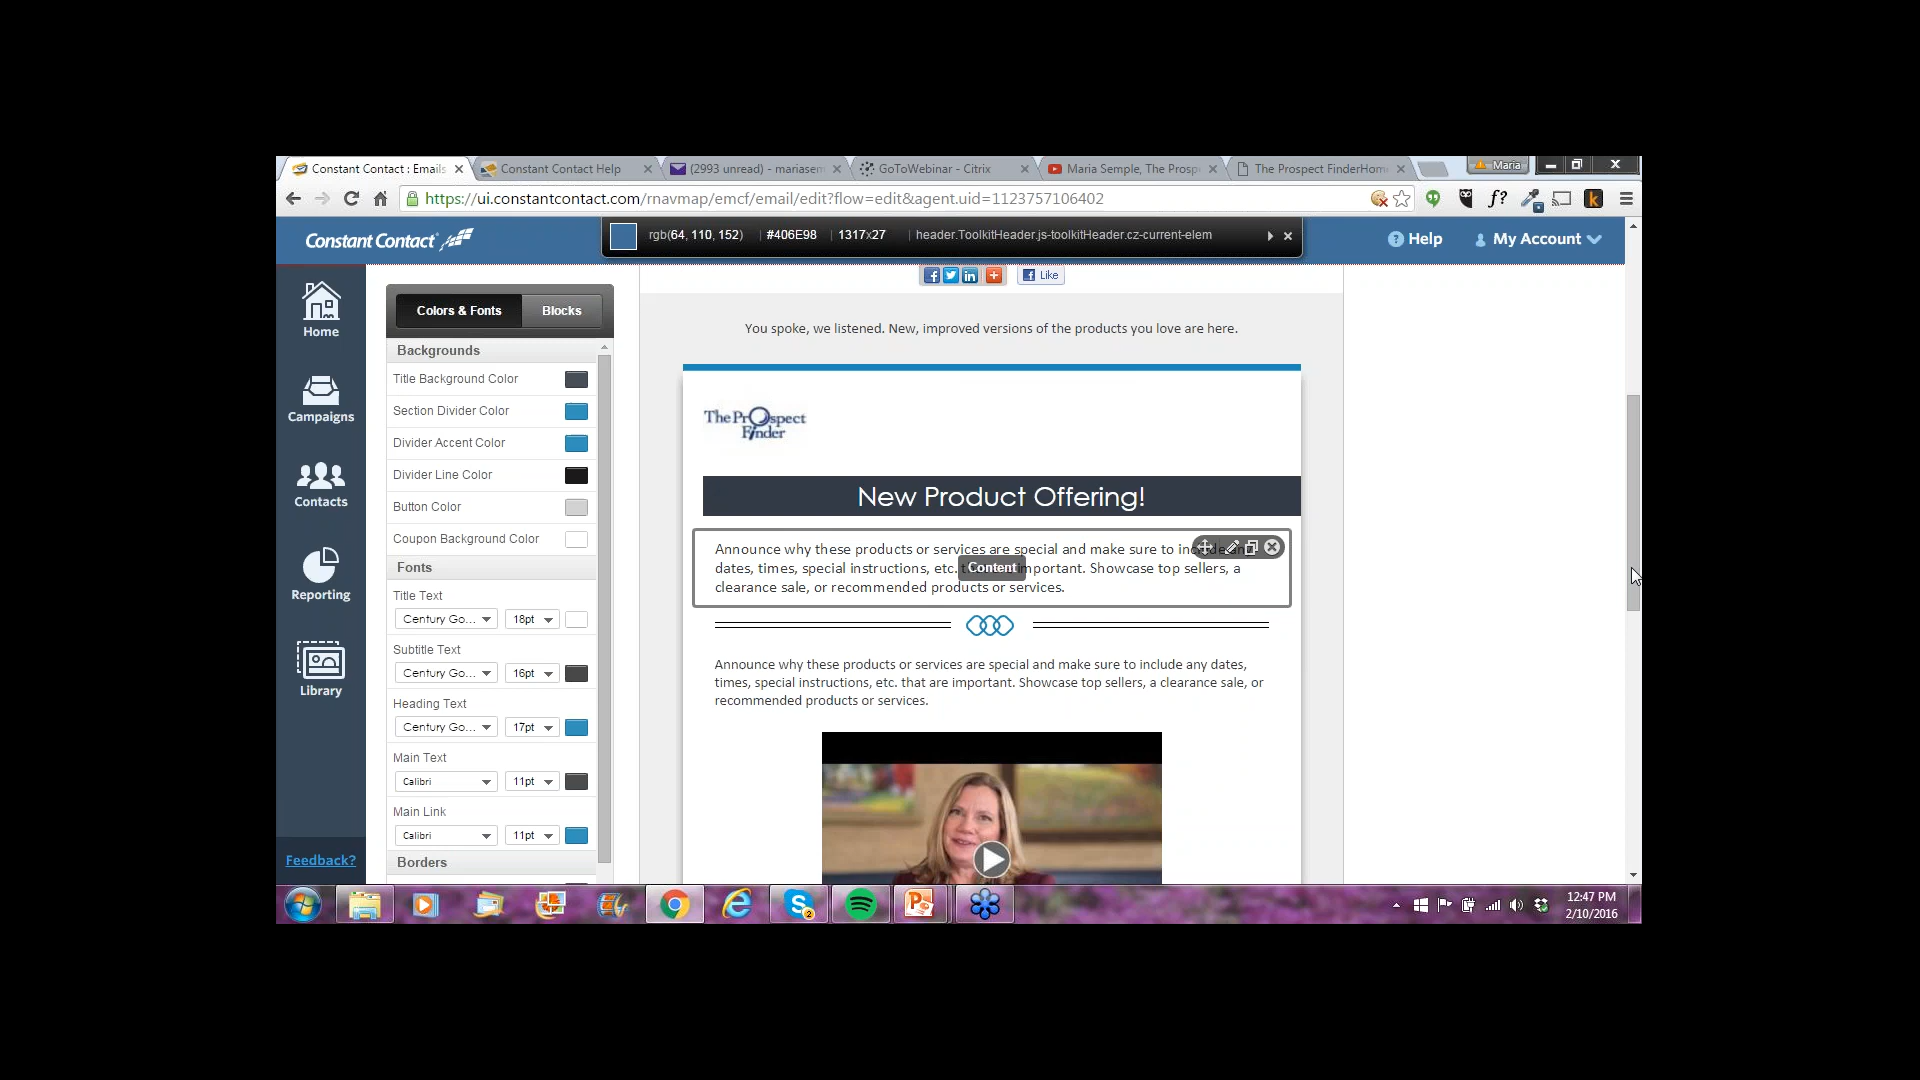 Constant Contact : Emails
Constant Contact Help
(2993 unread) - mariasem
GoToWebinar - Citrix
Maria Semple, The Prosp
The Prospect FinderHom
Maria
https://ui.constantcontact.com/rnavmap/emcf/email/edit?flow=edit&agent.uid=1123757106402
f?
k
Constant Contact
rgb(64, 110, 152) | #406E98 | 1317x27 | header.ToolkitHeader.js-toolkitHeader.cz-current-elem
Help
My Account
Home
Campaigns
Contacts
Reporting
Library
Feedback?
Colors & Fonts
Blocks
Backgrounds
Title Background Color
Section Divider Color
Divider Accent Color
Divider Line Color
Button Color
Coupon Background Color
Fonts
Title Text
Century Go... 18pt
Subtitle Text
Century Go... 16pt
Heading Text
Century Go... 17pt
Main Text
Calibri 11pt
Main Link
Calibri 11pt
Borders
Like
You spoke, we listened. New, improved versions of the products you love are here.
The Prospect
Finder
New Product Offering!
Announce why these products or services are special and make sure to
dates, times, special instructions, etc. important. Showcase top sellers, a
clearance sale, or recommended products or services.
Content
Announce why these products or services are special and make sure to include any dates,
times, special instructions, etc. that are important. Showcase top sellers, a clearance sale, or
recommended products or services.
12:47 PM
2/10/2016